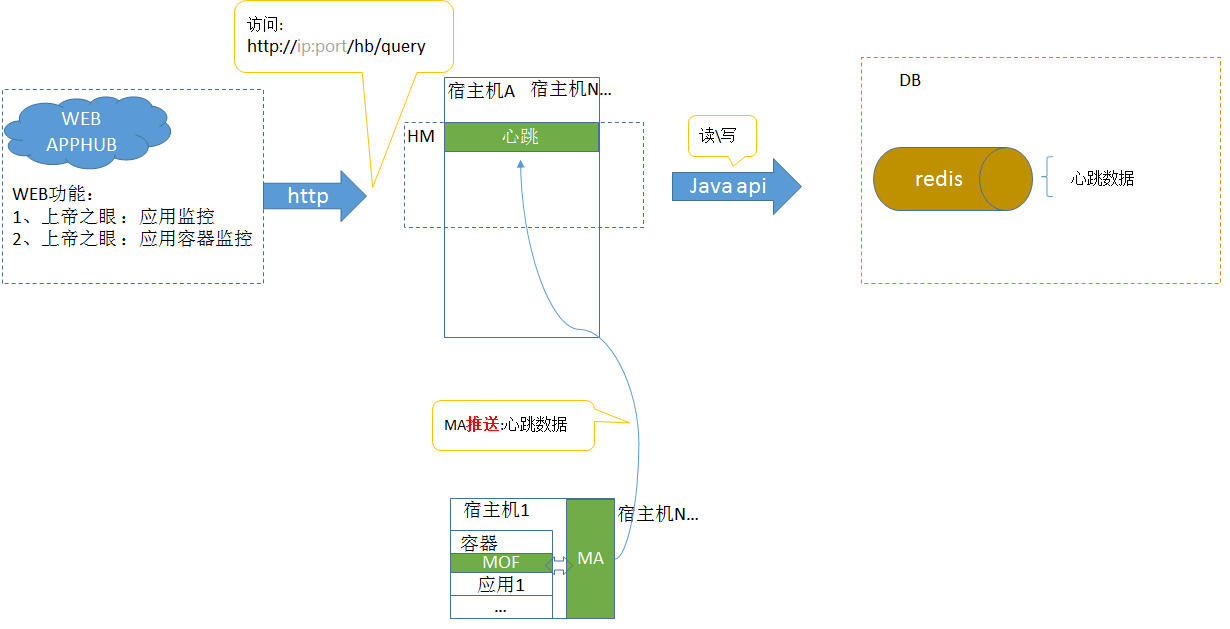 访问:
http://ip:port/hb/query
宿主机A
宿主机N...
DB
WEB
APPHUB
HM
心跳
读\写
WEB功能：
1、上帝之眼：应用监控
2、上帝之眼：应用容器监控
http
Java api
redis
心跳数据
MA推送:心跳数据
宿主机1
宿主机N...
容器
MOF
MA
应用1
...